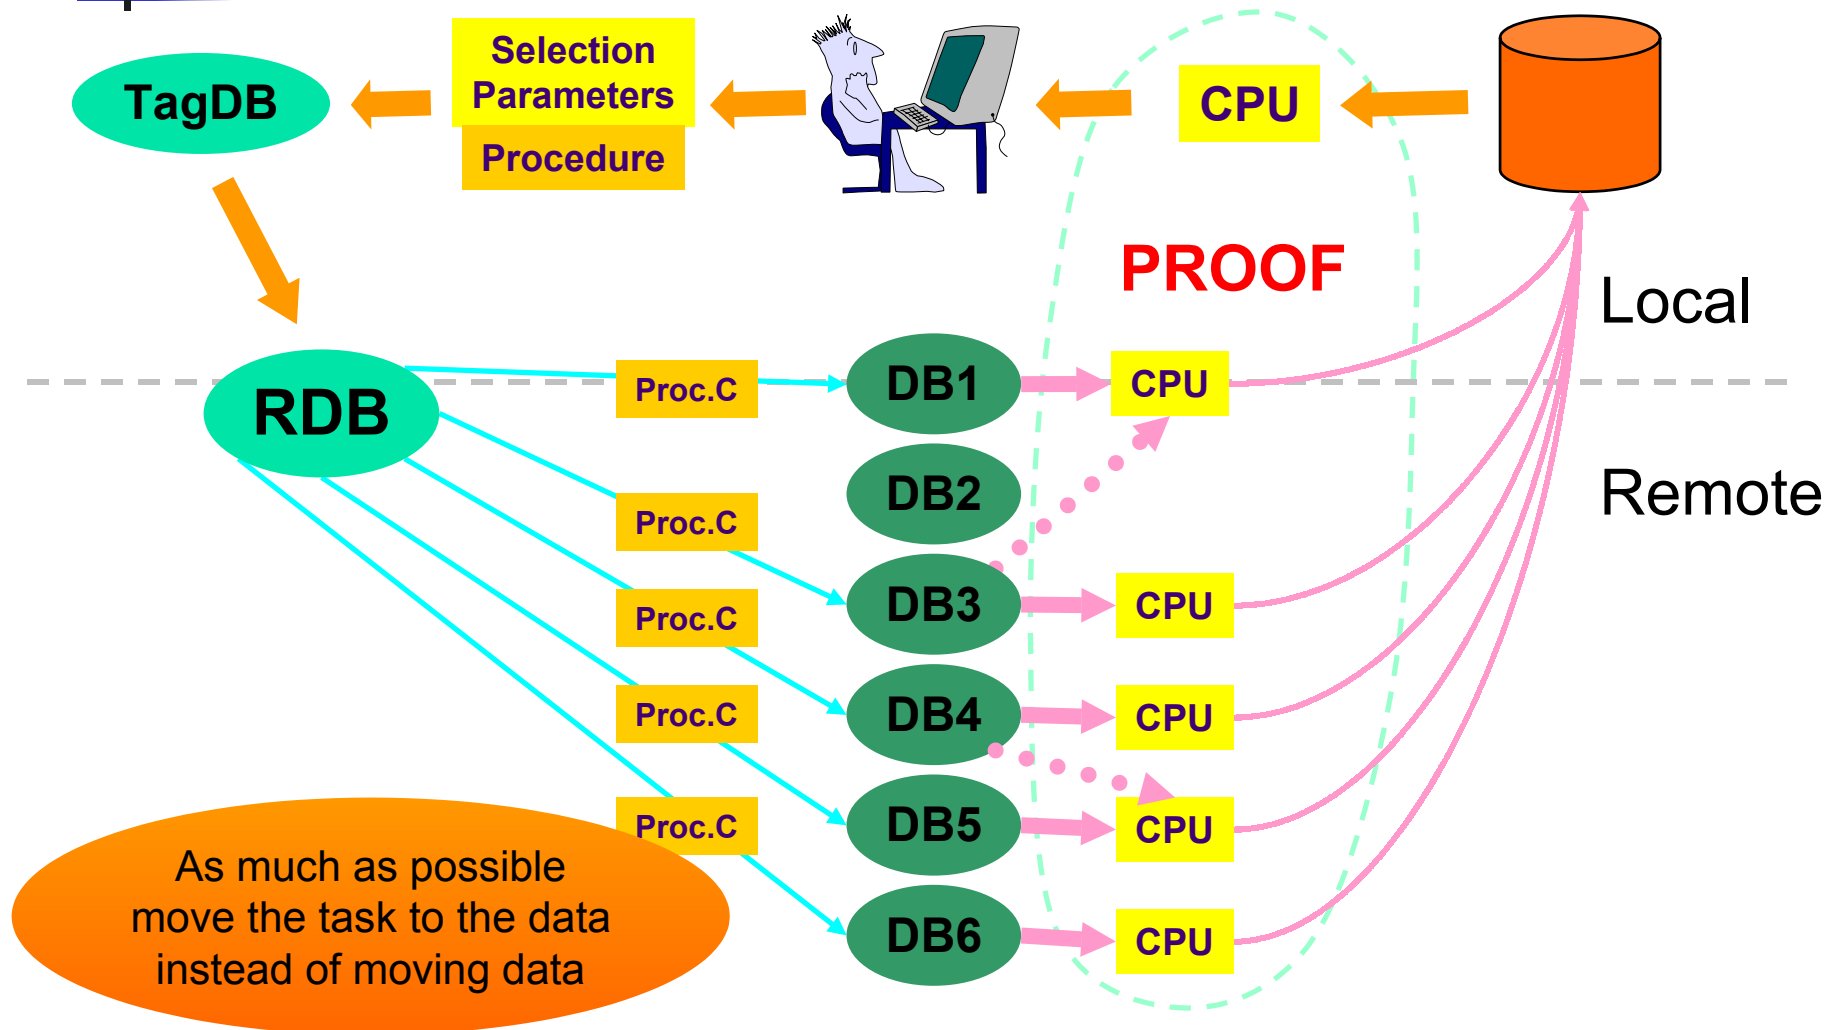 Selection
Parameters
Procedure
TagDB
CPU
PROOF
Local
Remote
RDB
Proc.C
DB1
CPU
DB2
Proc.C
DB3
CPU
Proc.C
DB4
CPU
Proc.C
DB5
CPU
Proc.C
DB6
CPU
As much as possible
move the task to the data
instead of moving data